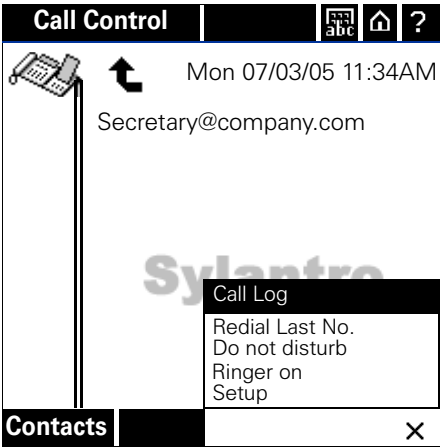 Call Control
abc
?
Mon 07/03/05 11:34AM
Secretary@company.com
Sylantro
Call Log
Redial Last No.
Do not disturb
Ringer on
Setup
Contacts